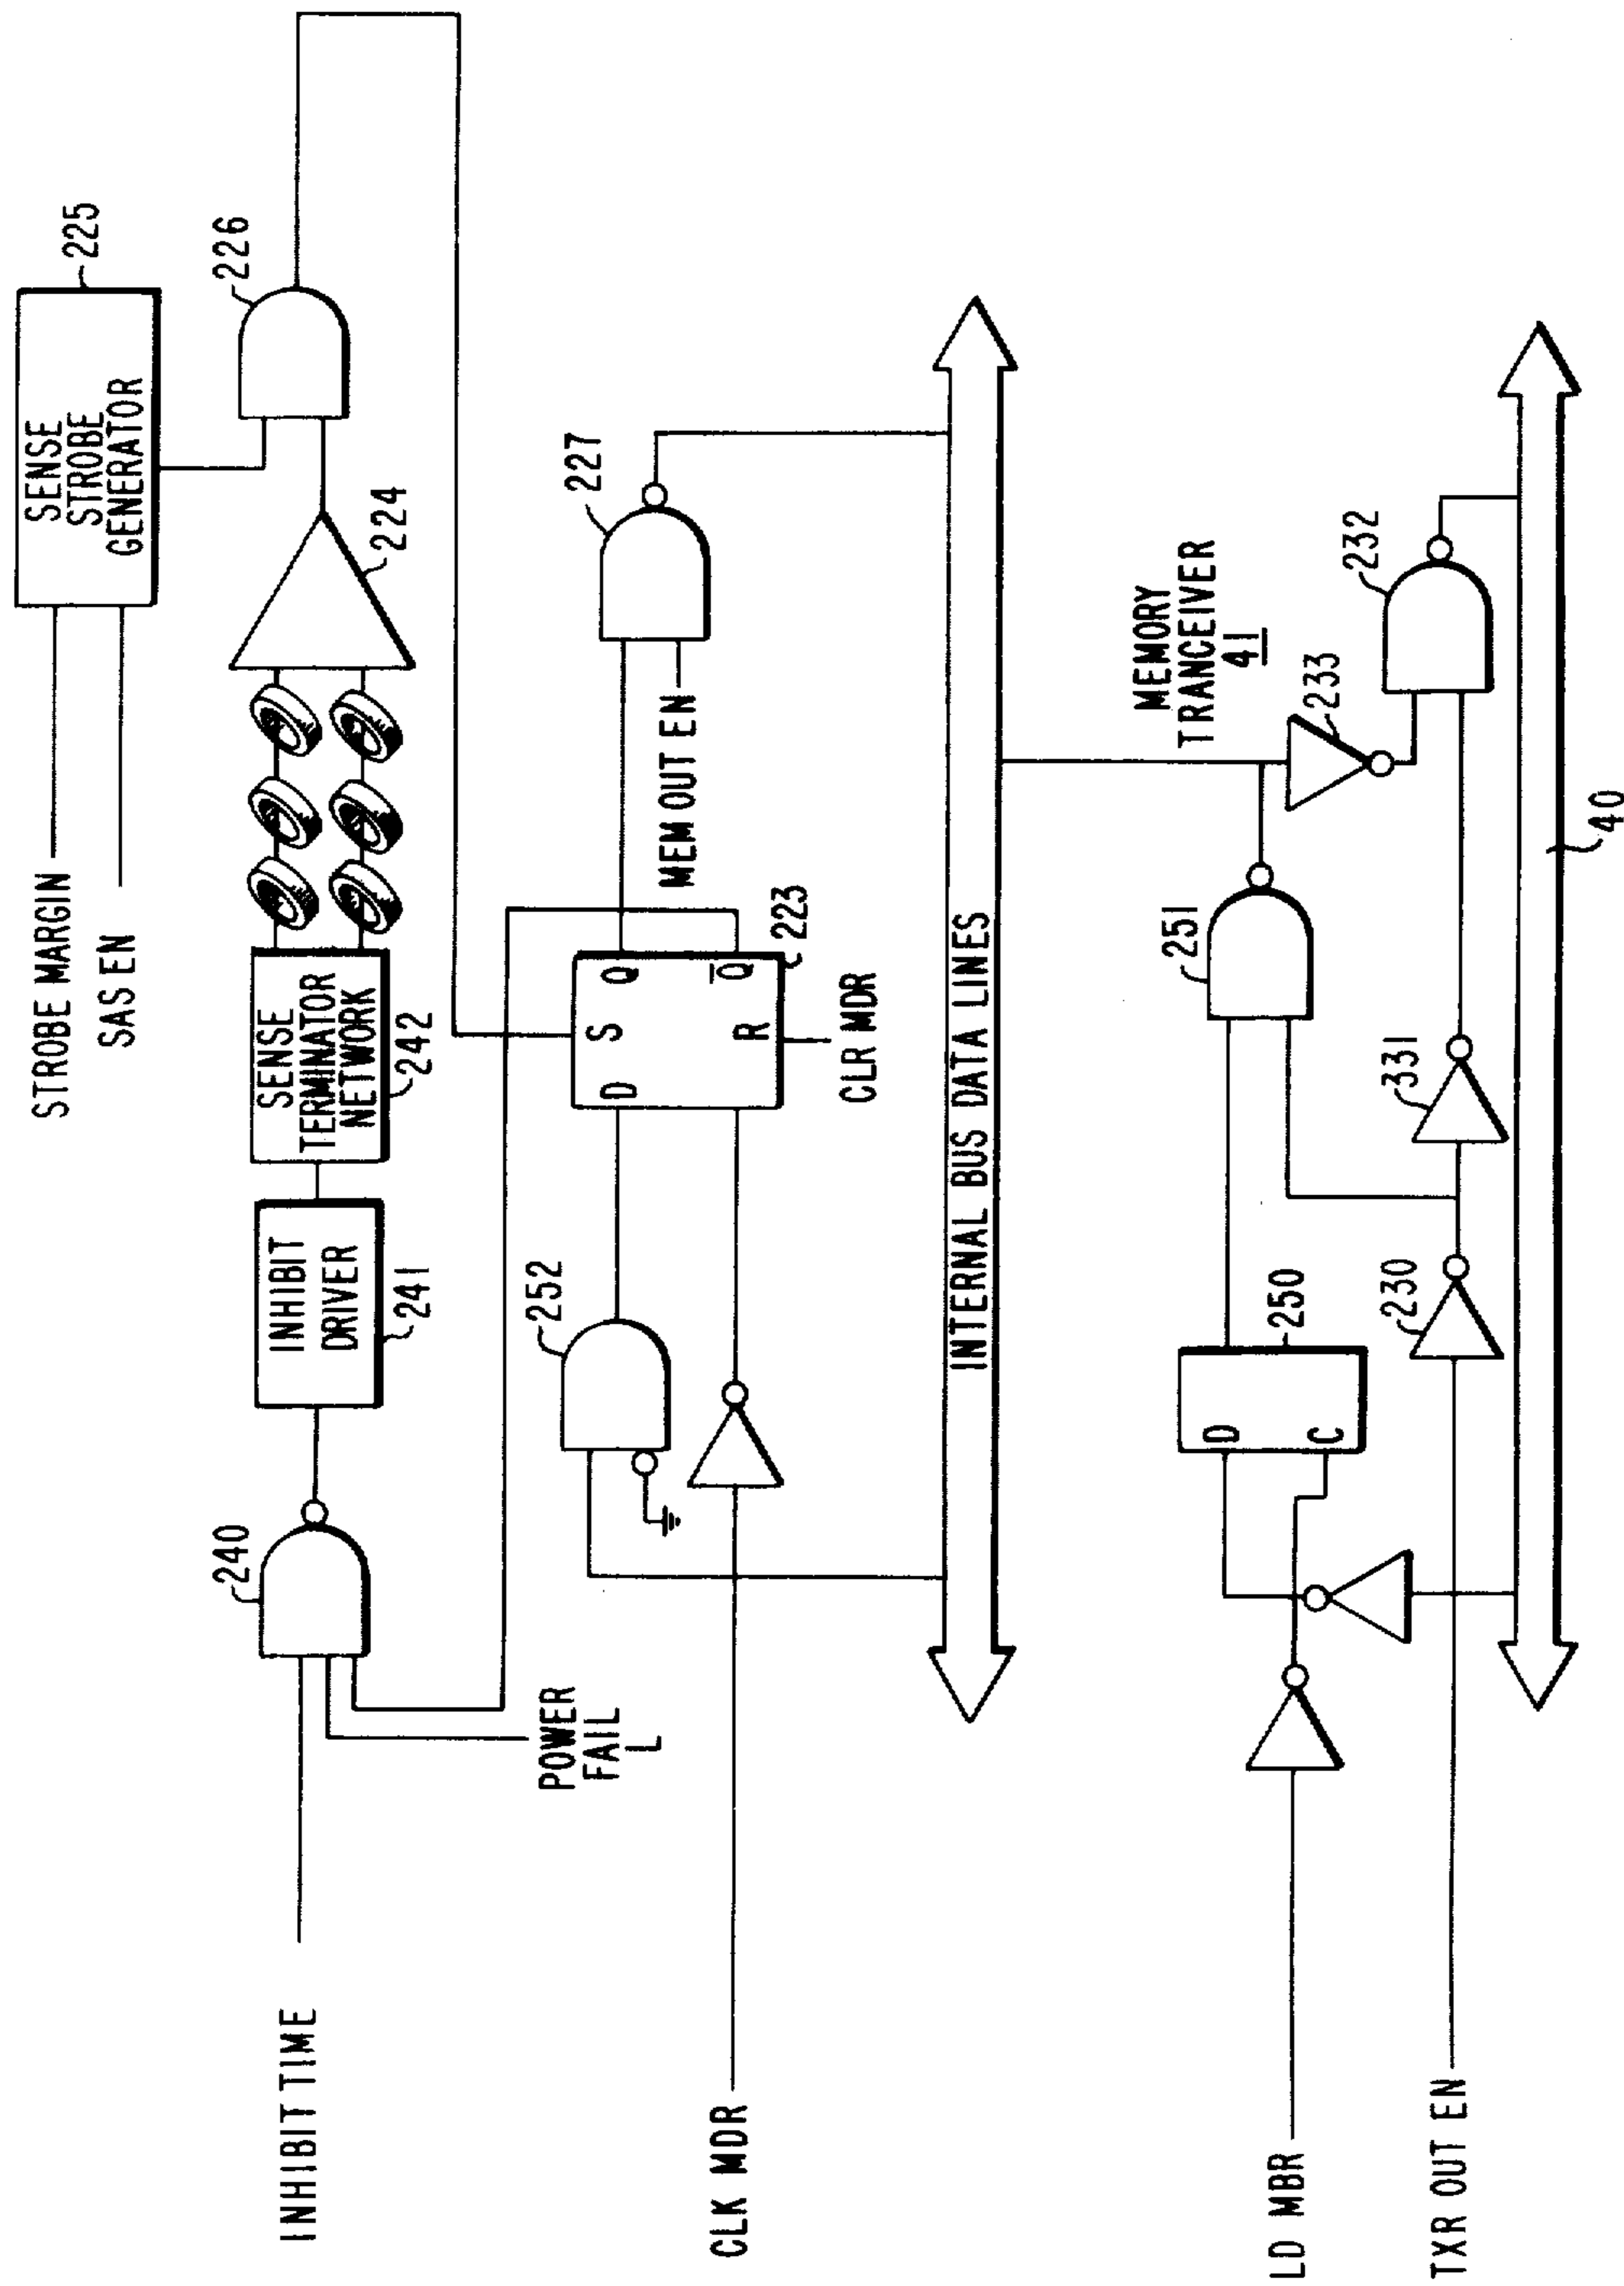 STROBE MARGIN
SAS EN
SENSE
STROBE
GENERATOR
225
INHIBIT TIME
240
POWER
FAIL
L
INHIBIT
DRIVER
241
SENSE
TERMINATOR
NETWORK
242
224
226
CLK MDR
252
D
S
Q
R
Q̅
223
CLR MDR
MEM OUT EN
227
INTERNAL BUS DATA LINES
MEMORY
TRANCEIVER
41
LD MBR
D
C
250
251
233
TXR OUT EN
230
331
232
40